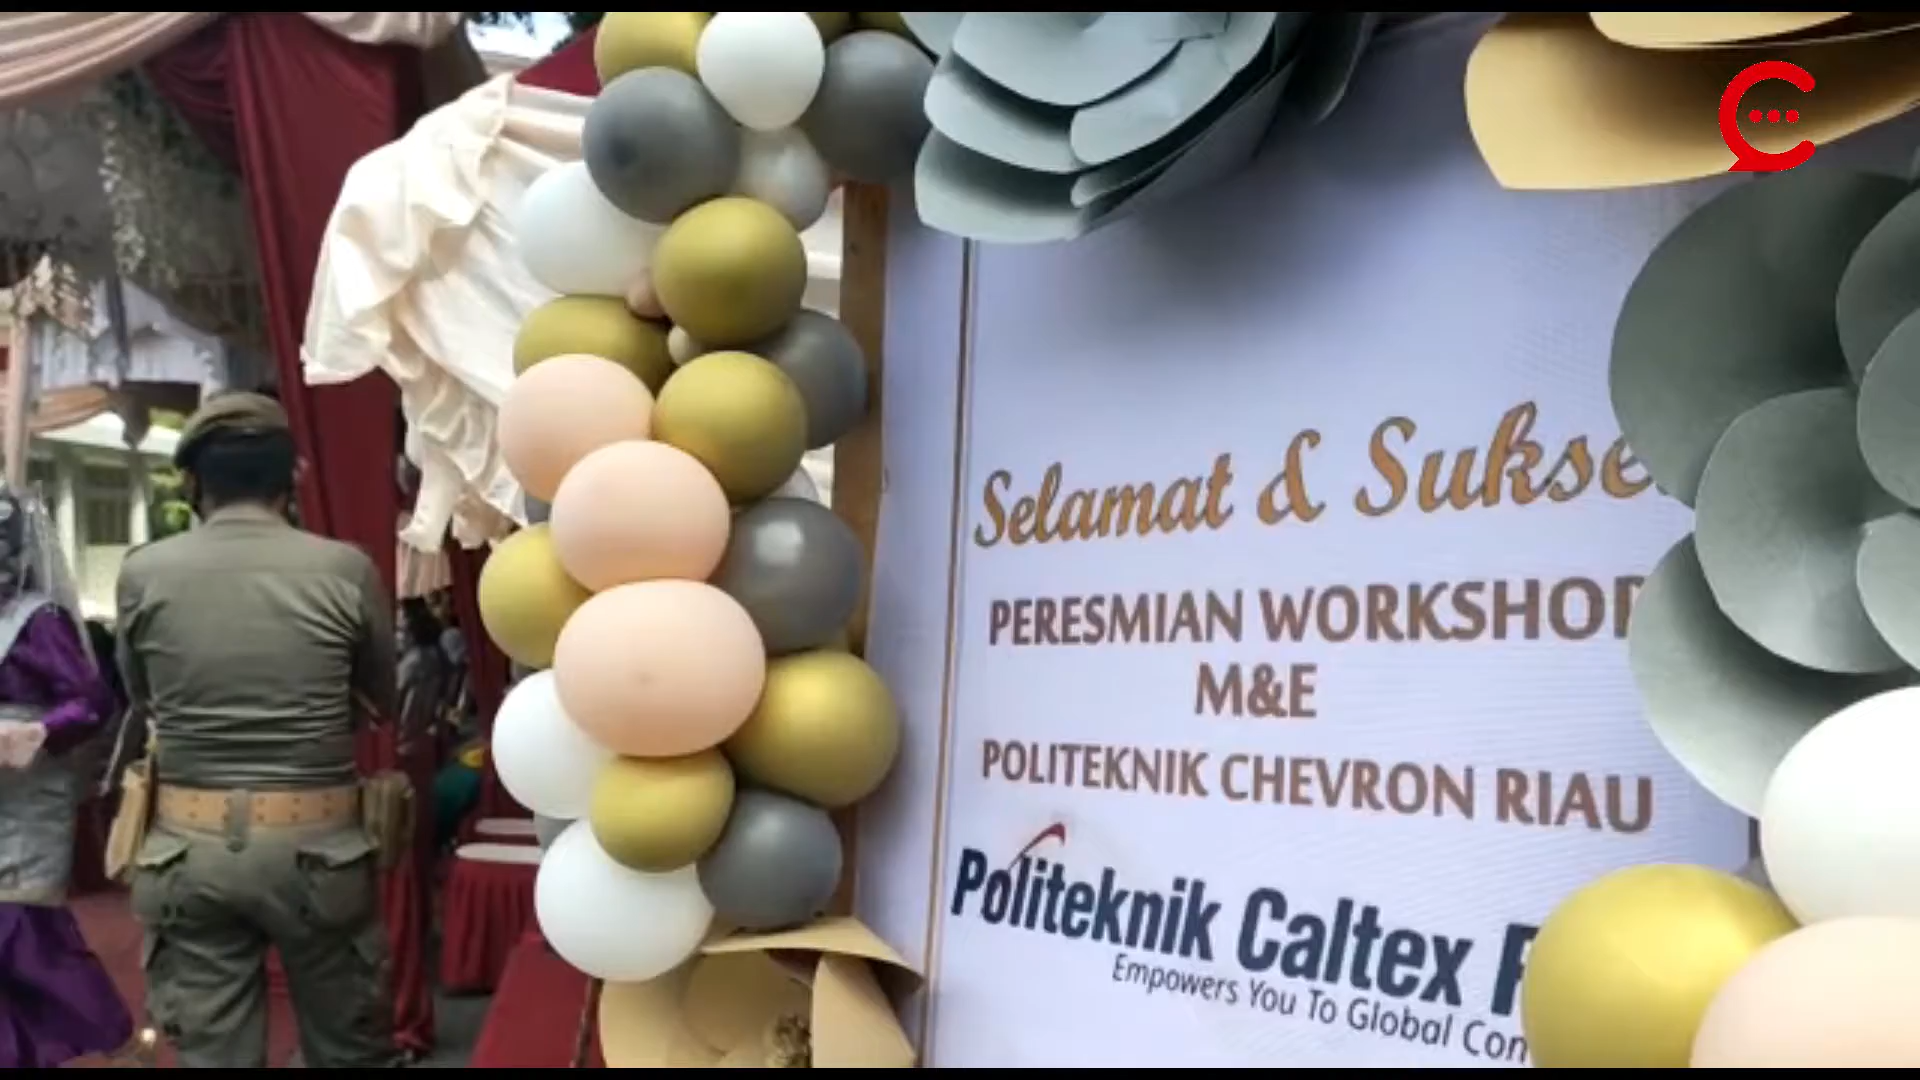 Selamat & Sukse
PERESMIAN WORKSHOP
M&E
POLITEKNIK CHEVRON RIAU
Politeknik Caltex R
Empowers You To Global Con